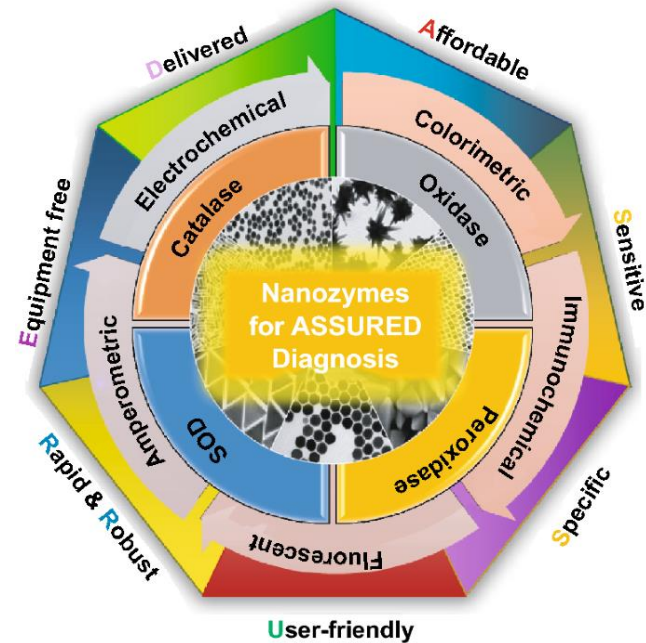 Nanozymes
for ASSURED
Diagnosis
Oxidase
Peroxidase
SOD
Catalase
Colorimetric
Immunochemical
Fluorescent
Amperometric
Electrochemical
Affordable
Sensitive
Specific
User-friendly
Rapid & Robust
Equipment free
Delivered